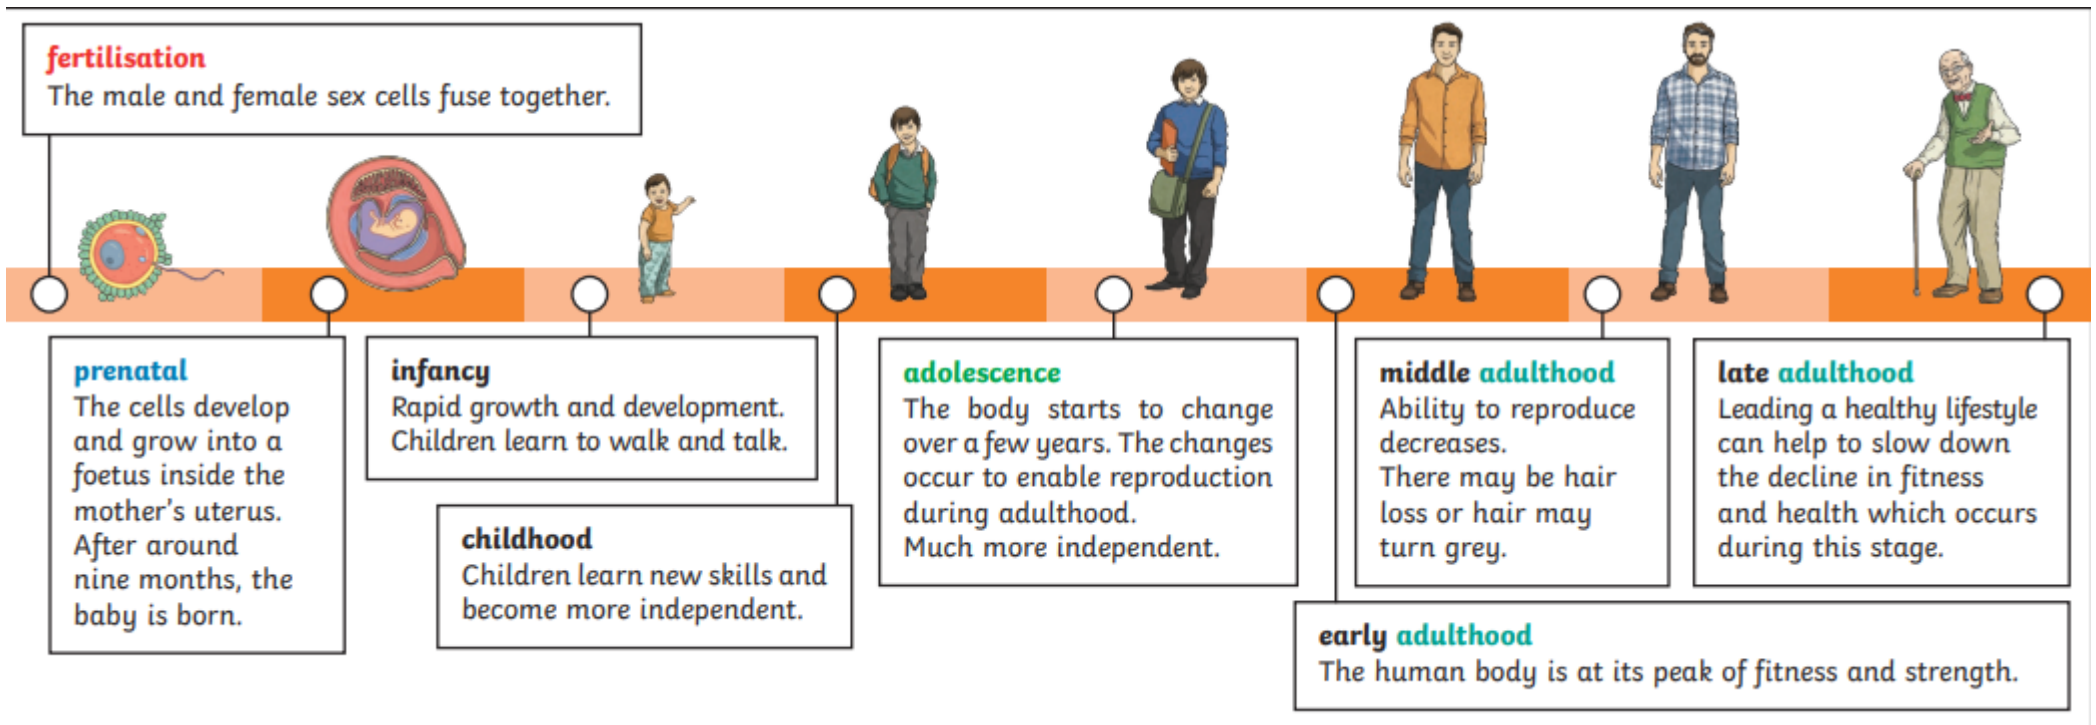 fertilisation
The male and female sex cells fuse together.
prenatal
The cells develop
and grow into a
foetus inside the
mother's uterus.
After around
nine months, the
baby is born.
infancy
Rapid growth and development.
Children learn to walk and talk.
childhood
Children learn new skills and
become more independent.
adolescence
The body starts to change
over a few years. The changes
occur to enable reproduction
during adulthood.
Much more independent.
early adulthood
The human body is at its peak of fitness and strength.
middle adulthood
Ability to reproduce
decreases.
There may be hair
loss or hair may
turn grey.
late adulthood
Leading a healthy lifestyle
can help to slow down
the decline in fitness
and health which occurs
during this stage.